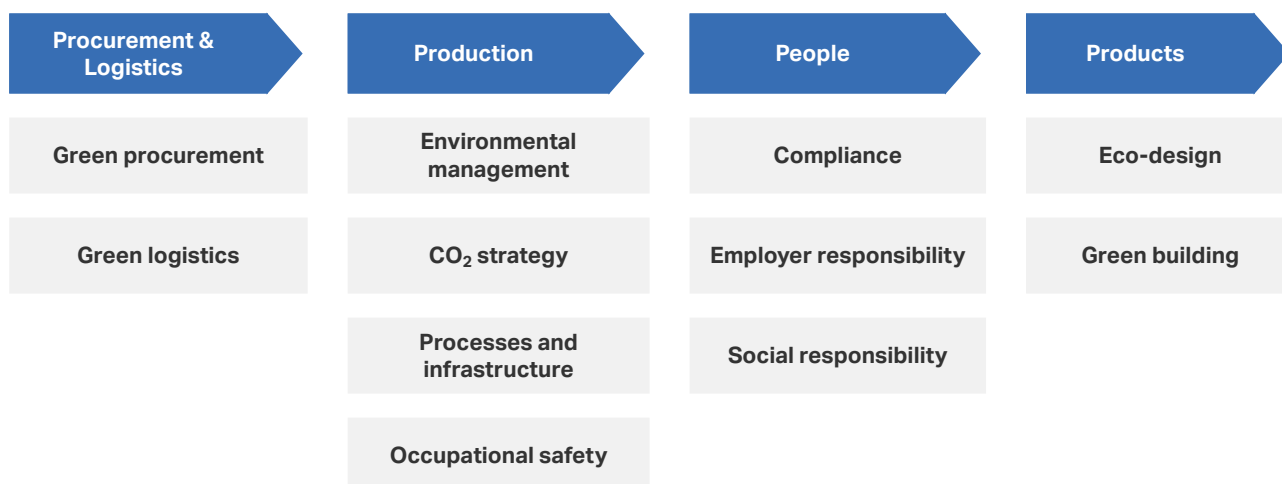 Procurement &
Logistics
Production
People
Products
Green procurement
Environmental
management
Compliance
Eco-design
Green logistics
CO₂ strategy
Employer responsibility
Green building
Processes and
infrastructure
Social responsibility
Occupational safety